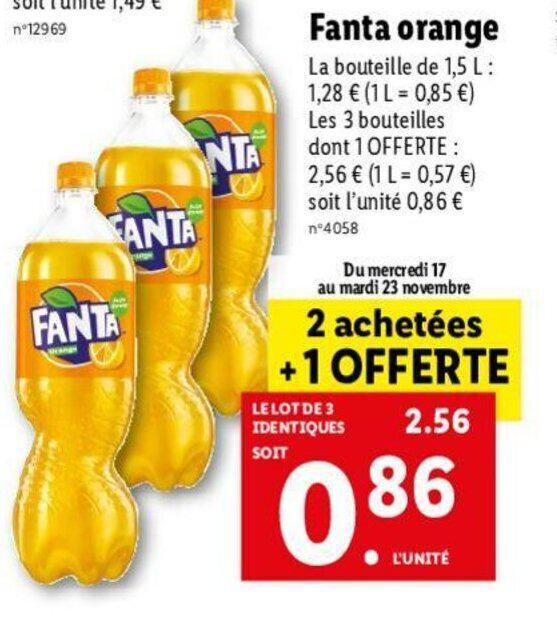 soit l'unité 1,49 €
n°12969
Fanta orange
La bouteille de 1,5 L :
1,28 € (1 L = 0,85 €)
Les 3 bouteilles
dont 1 OFFERTE :
2,56 € (1 L = 0,57 €)
soit l'unité 0,86 €
n°4058
Du mercredi 17
au mardi 23 novembre
2 achetées
+1 OFFERTE
LE LOT DE 3
IDENTIQUES
2.56
SOIT
0.86
L'UNITÉ
NTA
FANTA
Orange
FANTA
Orange